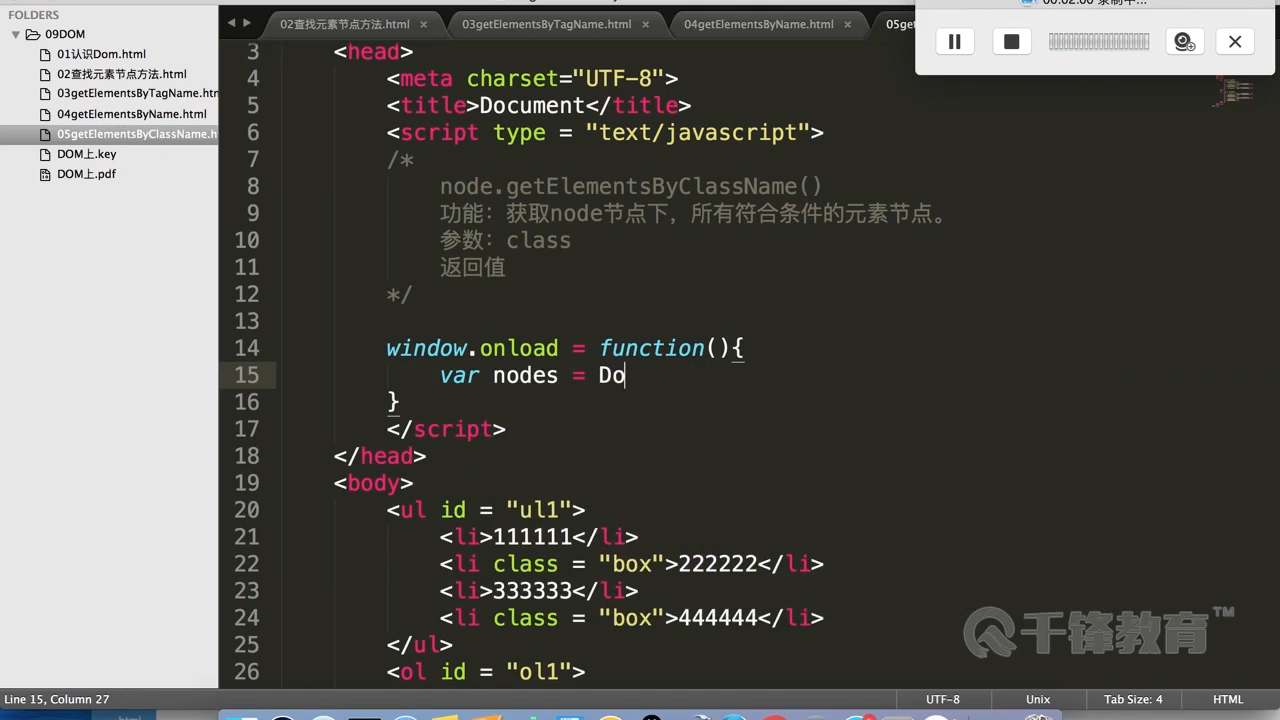 FOLDERS
09DOM
01认识Dom.html
02查找元素节点方法.html
03getElementsByTagName.htn
04getElementsByName.html
05getElementsByClassName.h
DOM上.key
DOM上.pdf
02查找元素节点方法.html
03getElementsByTagName.html
04getElementsByName.html
3 <head>
4 <meta charset="UTF-8">
5 <title>Document</title>
6 <script type = "text/javascript">
7 /*
8 node.getElementsByClassName()
9 功能：获取node节点下，所有符合条件的元素节点。
10 参数：class
11 返回值
12 */
13
14 window.onload = function(){
15 var nodes = Do
16 }
17 </script>
18 </head>
19 <body>
20 <ul id = "ul1">
21 <li>111111</li>
22 <li class = "box">222222</li>
23 <li>333333</li>
24 <li class = "box">444444</li>
25 </ul>
26 <ol id = "ol1">
千锋教育™
Line 15, Column 27
UTF-8
Unix
Tab Size: 4
HTML